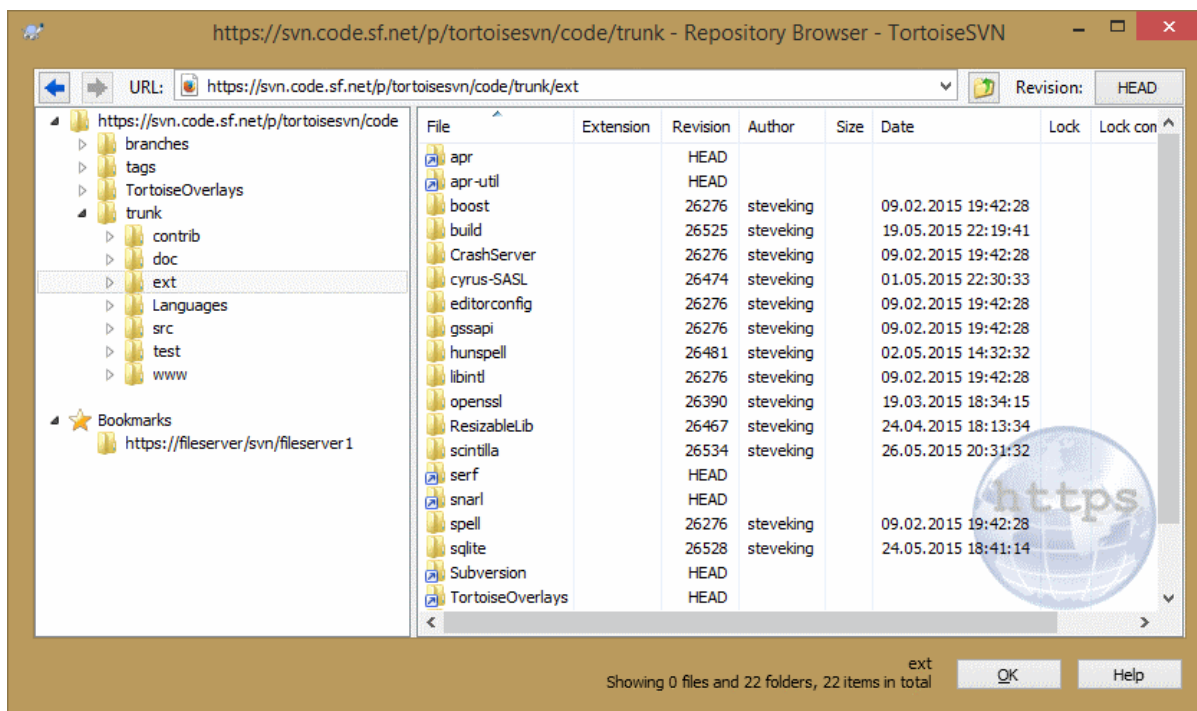 https://svn.code.sf.net/p/tortoisesvn/code/trunk - Repository Browser - TortoiseSVN
URL: https://svn.code.sf.net/p/tortoisesvn/code/trunk/ext Revision: HEAD
https://svn.code.sf.net/p/tortoisesvn/code
branches
tags
TortoiseOverlays
trunk
contrib
doc
ext
Languages
src
test
www
Bookmarks
https://fileserver/svn/fileserver1
File Extension Revision Author Size Date Lock Lock com
apr HEAD
apr-util HEAD
boost 26276 steveking 09.02.2015 19:42:28
build 26525 steveking 19.05.2015 22:19:41
CrashServer 26276 steveking 09.02.2015 19:42:28
cyrus-SASL 26474 steveking 01.05.2015 22:30:33
editorconfig 26276 steveking 09.02.2015 19:42:28
gssapi 26276 steveking 09.02.2015 19:42:28
hunspell 26481 steveking 02.05.2015 14:32:32
libintl 26276 steveking 09.02.2015 19:42:28
openssl 26390 steveking 19.03.2015 18:34:15
ResizableLib 26467 steveking 24.04.2015 18:13:34
scintilla 26534 steveking 26.05.2015 20:31:32
serf HEAD
snarl HEAD
spell 26276 steveking 09.02.2015 19:42:28
sqlite 26528 steveking 24.05.2015 18:41:14
Subversion HEAD
TortoiseOverlays HEAD
https
ext
Showing 0 files and 22 folders, 22 items in total
OK Help